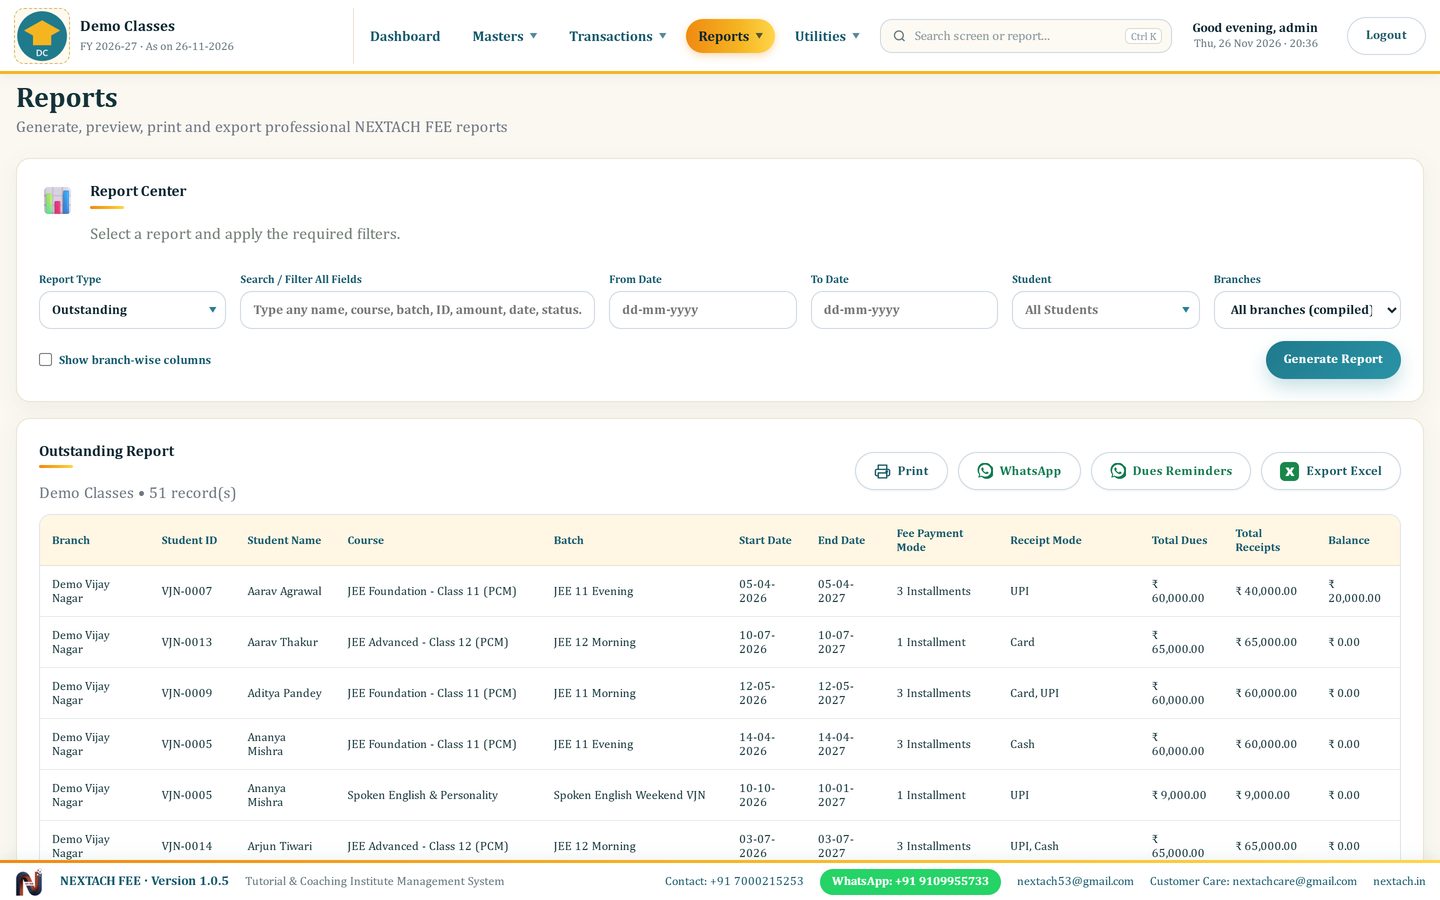 Demo Classes
FY 2026-27 · As on 26-11-2026
DC
Dashboard Masters ▼ Transactions ▼ Reports ▼ Utilities ▼
Search screen or report... Ctrl K
Good evening, admin
Thu, 26 Nov 2026 · 20:36
Logout
Reports
Generate, preview, print and export professional NEXTACH FEE reports
Report Center
Select a report and apply the required filters.
Report Type Search / Filter All Fields From Date To Date Student Branches
Outstanding Type any name, course, batch, ID, amount, date, status. dd-mm-yyyy dd-mm-yyyy All Students All branches (compiled)
Show branch-wise columns Generate Report
Outstanding Report
Demo Classes • 51 record(s)
Print WhatsApp Dues Reminders Export Excel
Branch Student ID Student Name Course Batch Start Date End Date Fee Payment Mode Receipt Mode Total Dues Total Receipts Balance
Demo Vijay Nagar VJN-0007 Aarav Agrawal JEE Foundation - Class 11 (PCM) JEE 11 Evening 05-04-2026 05-04-2027 3 Installments UPI ₹ 60,000.00 ₹ 40,000.00 ₹ 20,000.00
Demo Vijay Nagar VJN-0013 Aarav Thakur JEE Advanced - Class 12 (PCM) JEE 12 Morning 10-07-2026 10-07-2027 1 Installment Card ₹ 65,000.00 ₹ 65,000.00 ₹ 0.00
Demo Vijay Nagar VJN-0009 Aditya Pandey JEE Foundation - Class 11 (PCM) JEE 11 Morning 12-05-2026 12-05-2027 3 Installments Card, UPI ₹ 60,000.00 ₹ 60,000.00 ₹ 0.00
Demo Vijay Nagar VJN-0005 Ananya Mishra JEE Foundation - Class 11 (PCM) JEE 11 Evening 14-04-2026 14-04-2027 3 Installments Cash ₹ 60,000.00 ₹ 60,000.00 ₹ 0.00
Demo Vijay Nagar VJN-0005 Ananya Mishra Spoken English & Personality Spoken English Weekend VJN 10-10-2026 10-01-2027 1 Installment UPI ₹ 9,000.00 ₹ 9,000.00 ₹ 0.00
Demo Vijay Nagar VJN-0014 Arjun Tiwari JEE Advanced - Class 12 (PCM) JEE 12 Morning 03-07-2026 03-07-2027 3 Installments UPI, Cash ₹ 65,000.00 ₹ 65,000.00 ₹ 0.00
NEXTACH FEE · Version 1.0.5 Tutorial & Coaching Institute Management System Contact: +91 7000215253 WhatsApp: +91 9109955733 nextach53@gmail.com Customer Care: nextachcare@gmail.com nextach.in